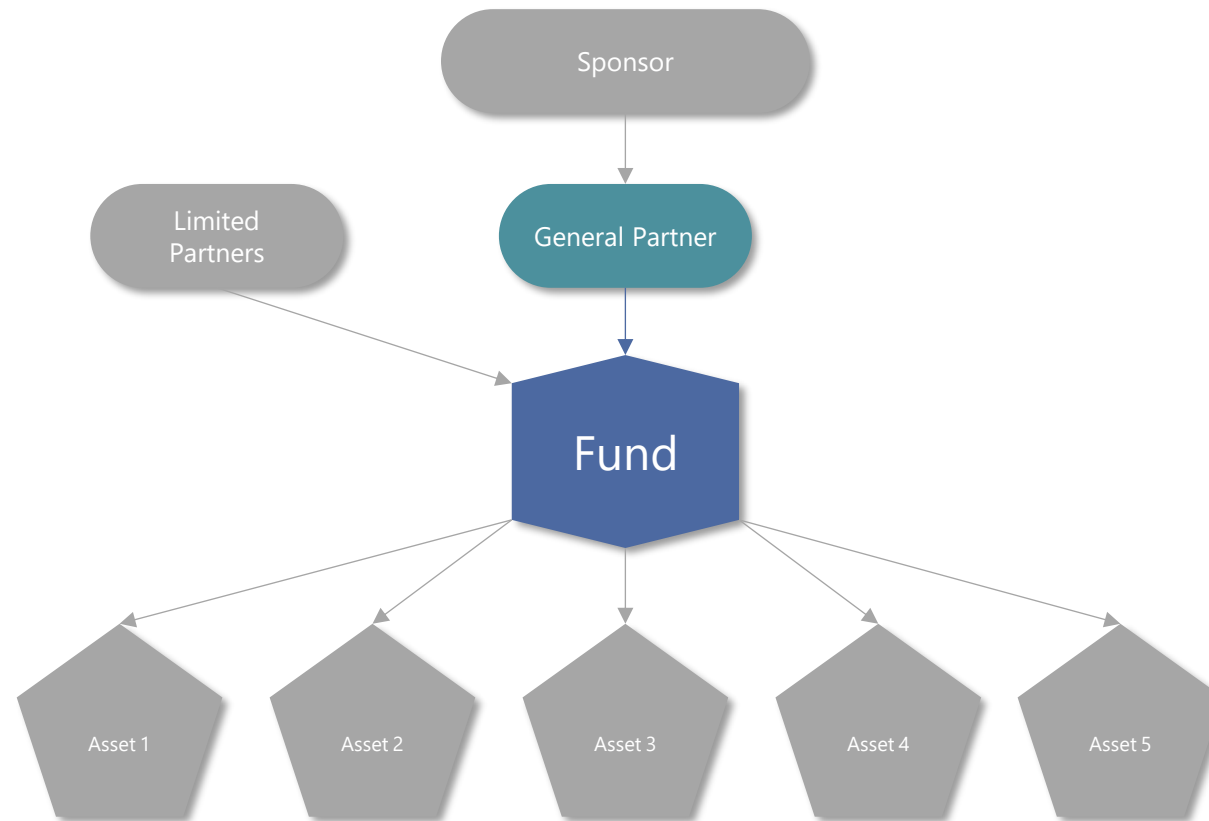 Sponsor
Limited
Partners
General Partner
Fund
Asset 1
Asset 2
Asset 3
Asset 4
Asset 5